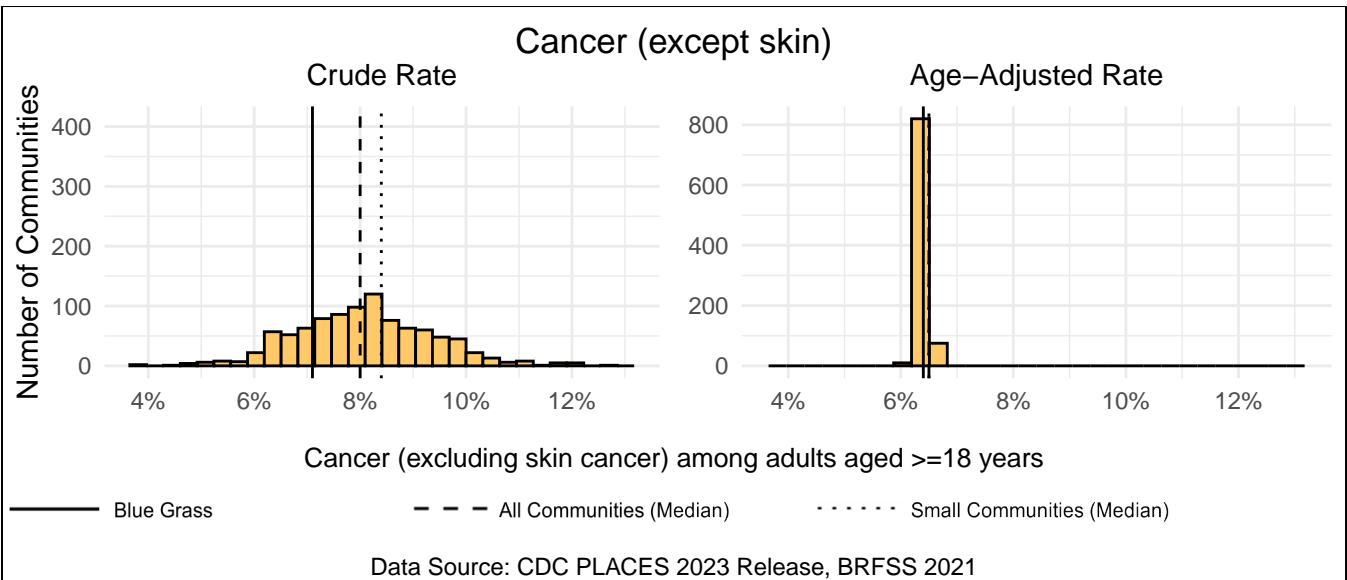 Cancer (except skin)
Crude Rate
Age−Adjusted Rate
Number of Communities
400
300
200
100
0
4%
6%
8%
10%
12%
800
600
400
200
0
4%
6%
8%
10%
12%
Cancer (excluding skin cancer) among adults aged >=18 years
Blue Grass
All Communities (Median)
Small Communities (Median)
Data Source: CDC PLACES 2023 Release, BRFSS 2021